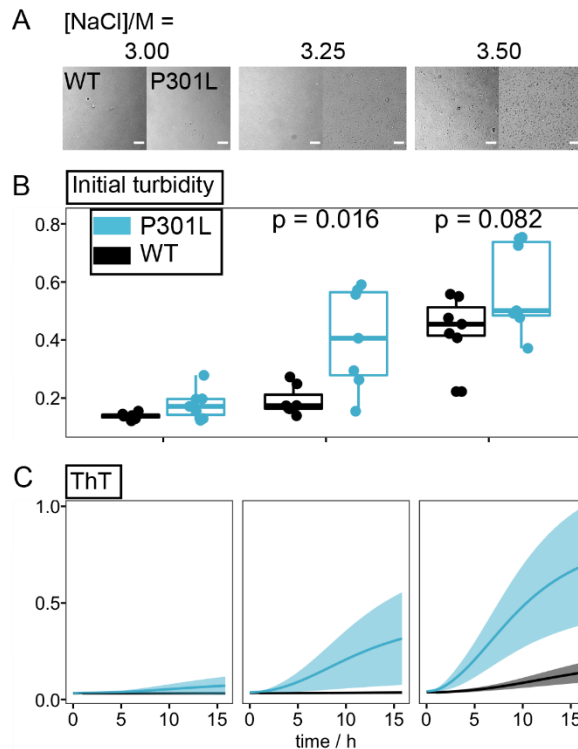 A [NaCl]/M =
3.00 3.25 3.50
WT P301L
B Initial turbidity
0.8
P301L
WT
p = 0.016 p = 0.082
0.6
0.4
0.2
C ThT
1.0
0.5
0.0
0 5 10 15 0 5 10 15 0 5 10 15
time / h